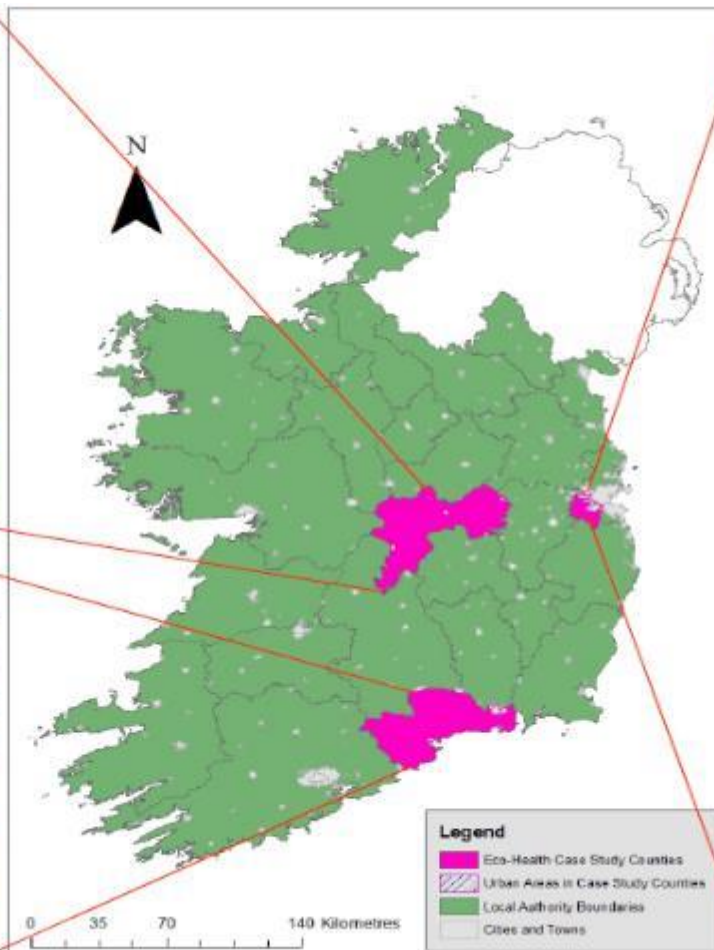 N
Legend
Eco-Health Case Study Counties
Urban Areas in Case Study Counties
Local Authority Boundaries
Cities and Towns
0 35 70 140 Kilometres